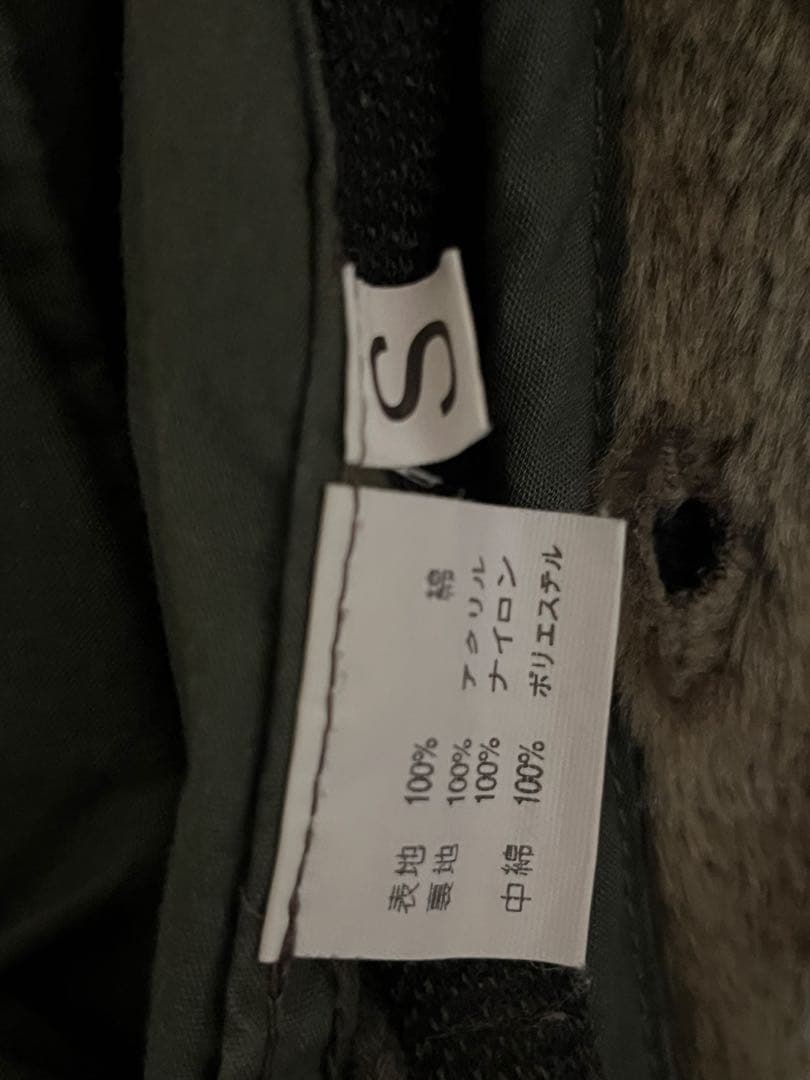 S
表地 100% 綿
裏地 100% アクリル
100% ナイロン
中綿 100% ポリエステル